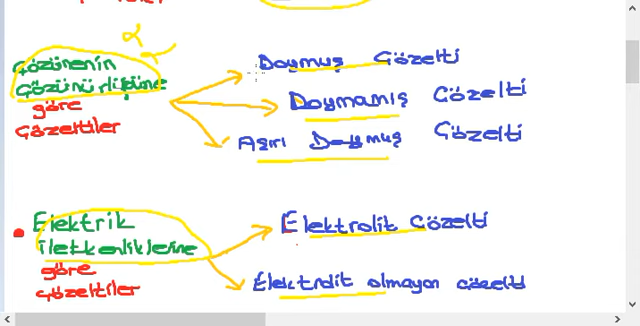 Çözünenin
Çözünürlüğüne
göre
Çözeltiler
Doymuş Çözelti
Doymamış Çözelti
Aşırı Doymuş Çözelti
Elektrik
iletkenliklerine
göre
Çözeltiler
Elektrolit Çözelti
Elektrolit olmayan Çözelti